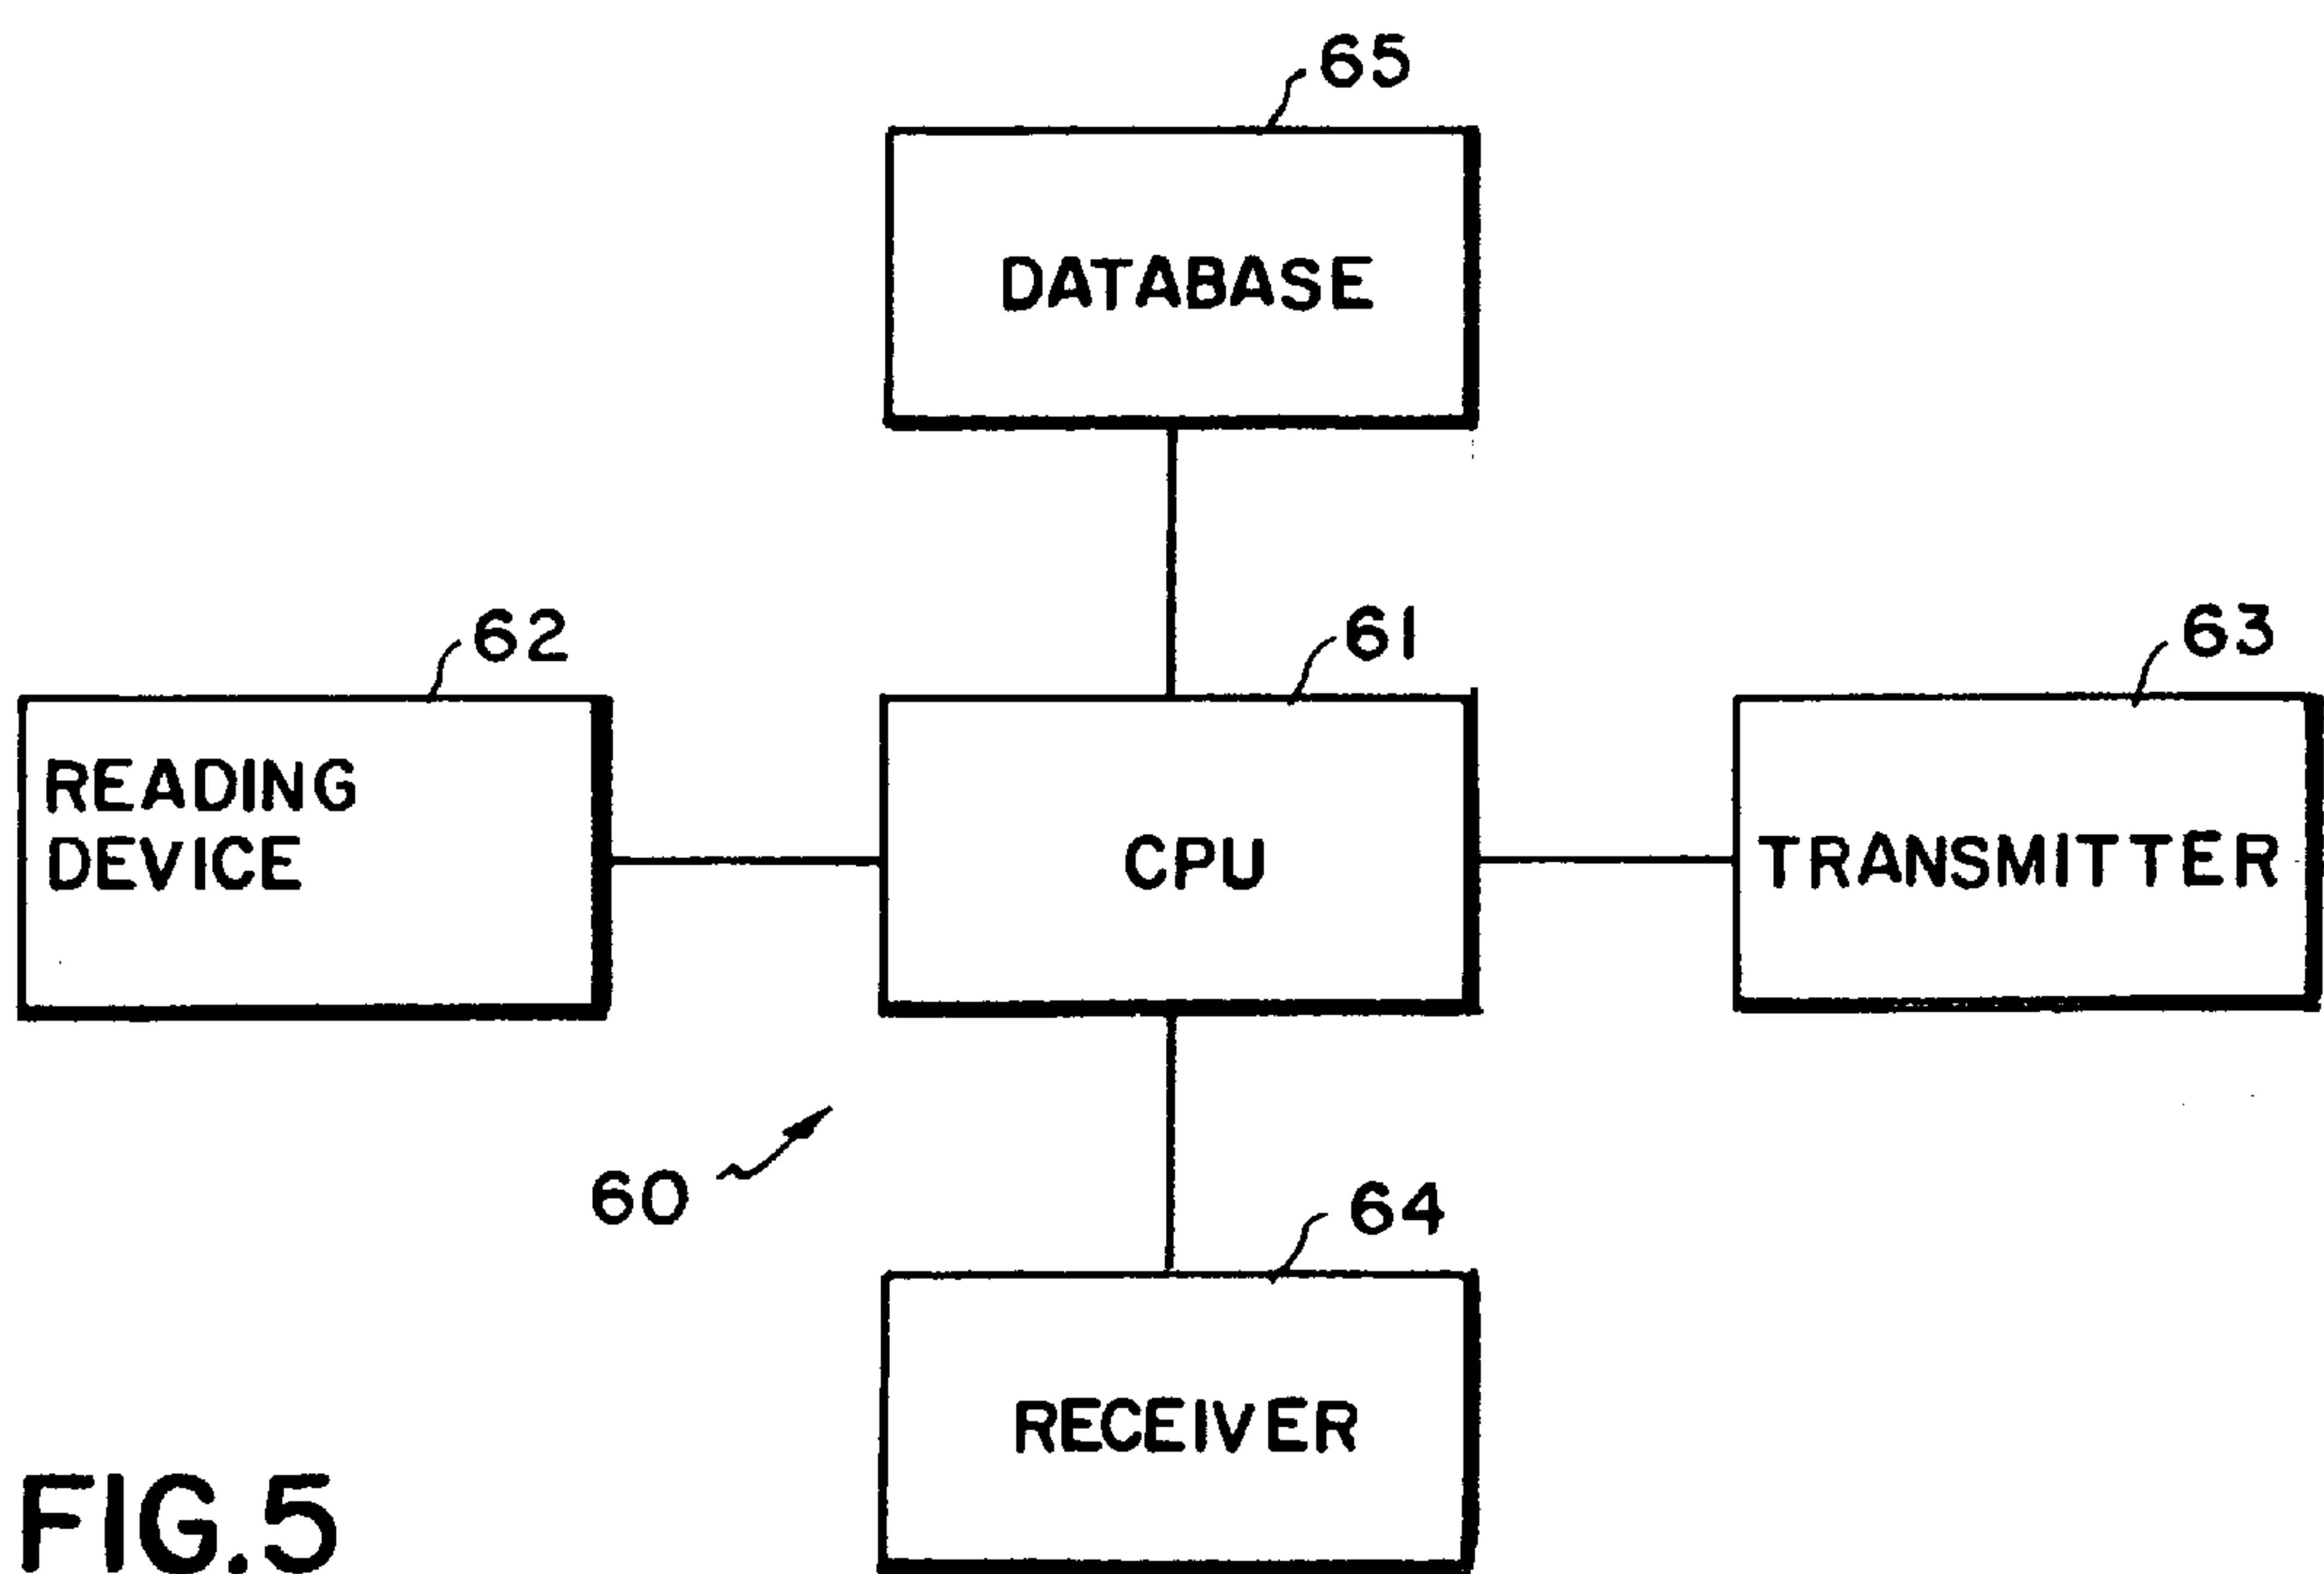 65
DATABASE
62
61
63
READING
DEVICE
CPU
TRANSMITTER
60
64
RECEIVER
FIG.5